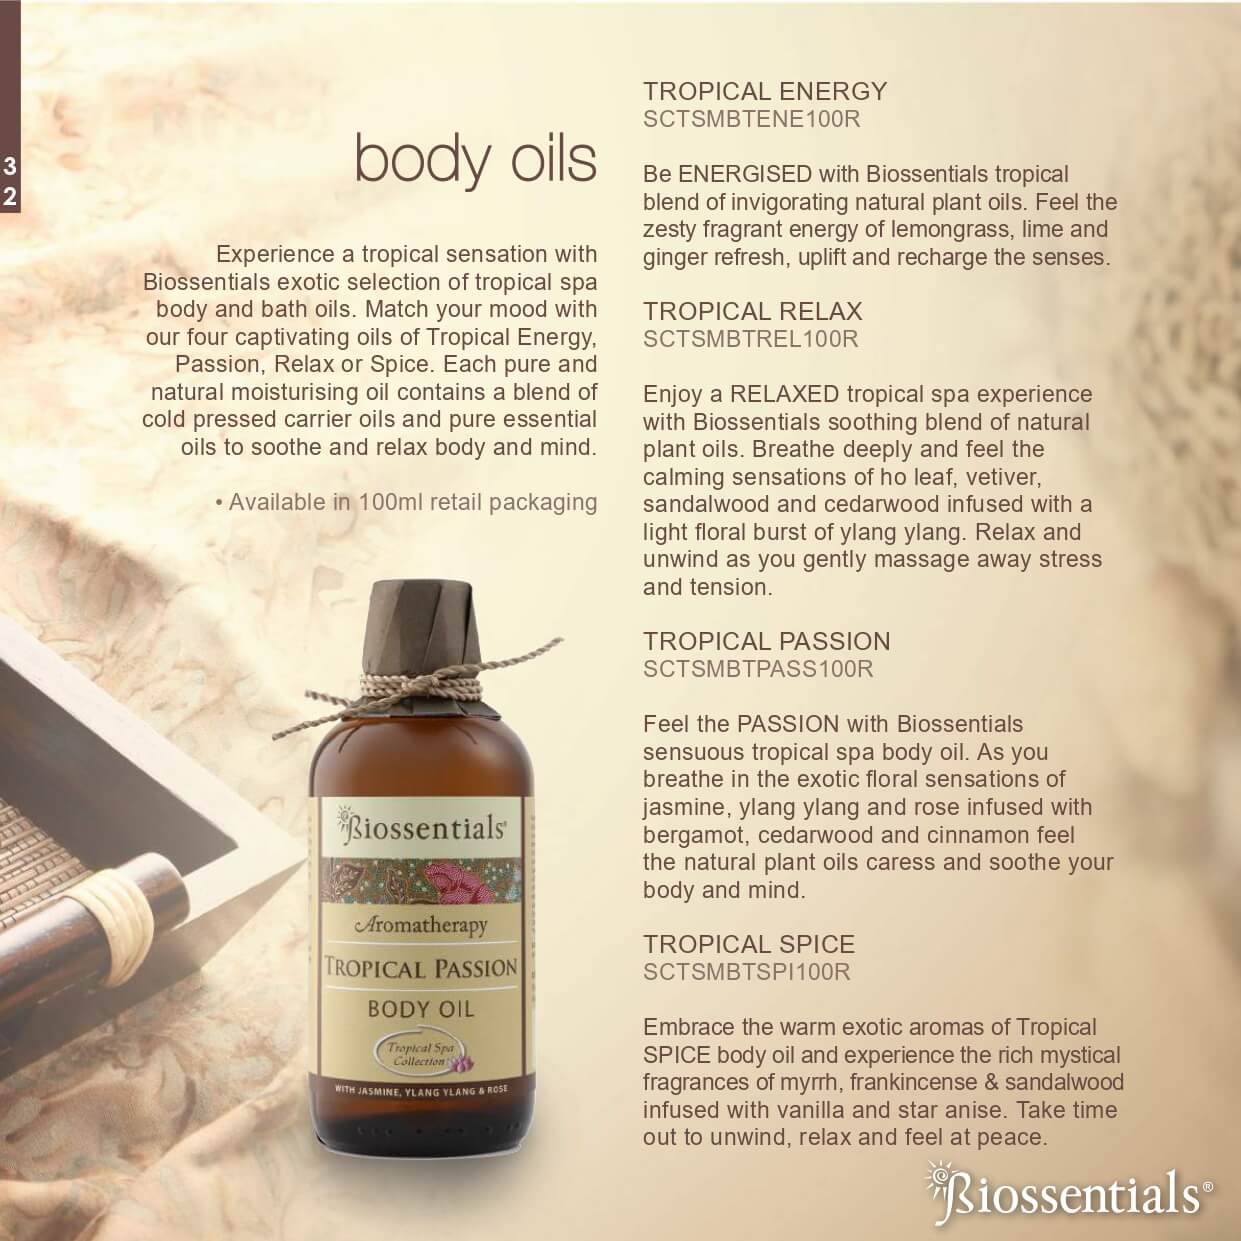 3
2
body oils
Experience a tropical sensation with
Biossentials exotic selection of tropical spa
body and bath oils. Match your mood with
our four captivating oils of Tropical Energy,
Passion, Relax or Spice. Each pure and
natural moisturising oil contains a blend of
cold pressed carrier oils and pure essential
oils to soothe and relax body and mind.
• Available in 100ml retail packaging
Biossentials®
Aromatherapy
TROPICAL PASSION
BODY OIL
Tropical Spa
Collection
WITH JASMINE, YLANG YLANG & ROSE
TROPICAL ENERGY
SCTSMBTENE100R
Be ENERGISED with Biossentials tropical
blend of invigorating natural plant oils. Feel the
zesty fragrant energy of lemongrass, lime and
ginger refresh, uplift and recharge the senses.
TROPICAL RELAX
SCTSMBTREL100R
Enjoy a RELAXED tropical spa experience
with Biossentials soothing blend of natural
plant oils. Breathe deeply and feel the
calming sensations of ho leaf, vetiver,
sandalwood and cedarwood infused with a
light floral burst of ylang ylang. Relax and
unwind as you gently massage away stress
and tension.
TROPICAL PASSION
SCTSMBTPASS100R
Feel the PASSION with Biossentials
sensuous tropical spa body oil. As you
breathe in the exotic floral sensations of
jasmine, ylang ylang and rose infused with
bergamot, cedarwood and cinnamon feel
the natural plant oils caress and soothe your
body and mind.
TROPICAL SPICE
SCTSMBTSPI100R
Embrace the warm exotic aromas of Tropical
SPICE body oil and experience the rich mystical
fragrances of myrrh, frankincense & sandalwood
infused with vanilla and star anise. Take time
out to unwind, relax and feel at peace.
Biossentials®